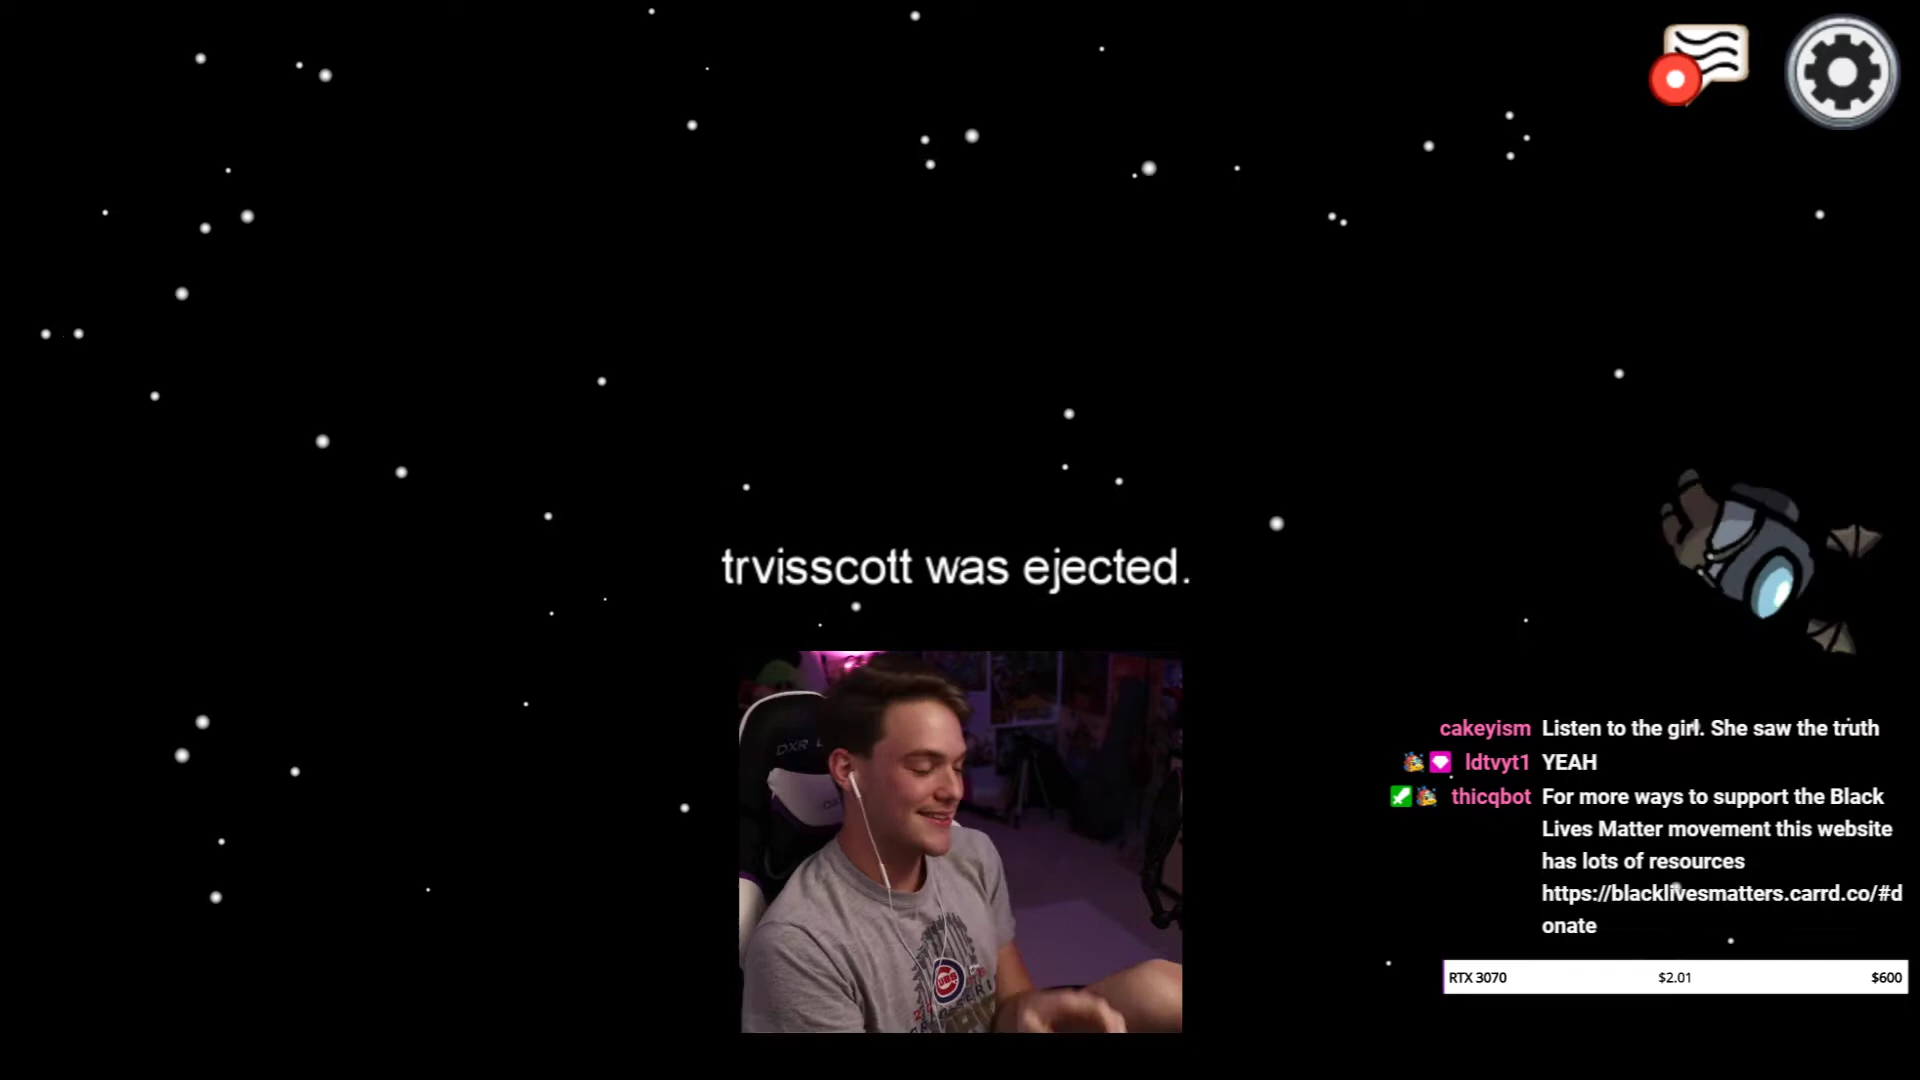 trvisscott was ejected.
DXR
CUBS
cakeyism Listen to the girl. She saw the truth
ldtvyt1 YEAH
thicqbot For more ways to support the Black
Lives Matter movement this website
has lots of resources
https://blacklivesmatters.carrd.co/#d
onate
RTX 3070 $2.01 $600